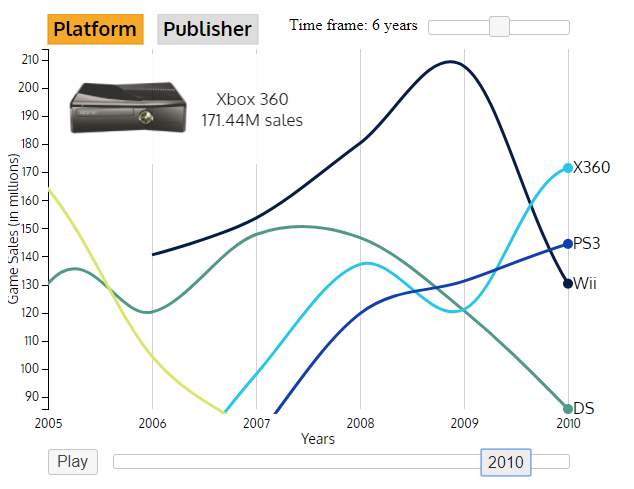 Platform
Publisher
Time frame: 6 years
Xbox 360
171.44M sales
Game Sales (in millions)
210
200
190
180
170
160
150
140
130
120
110
100
90
X360
PS3
Wii
DS
2005
2006
2007
2008
2009
2010
Years
Play
2010